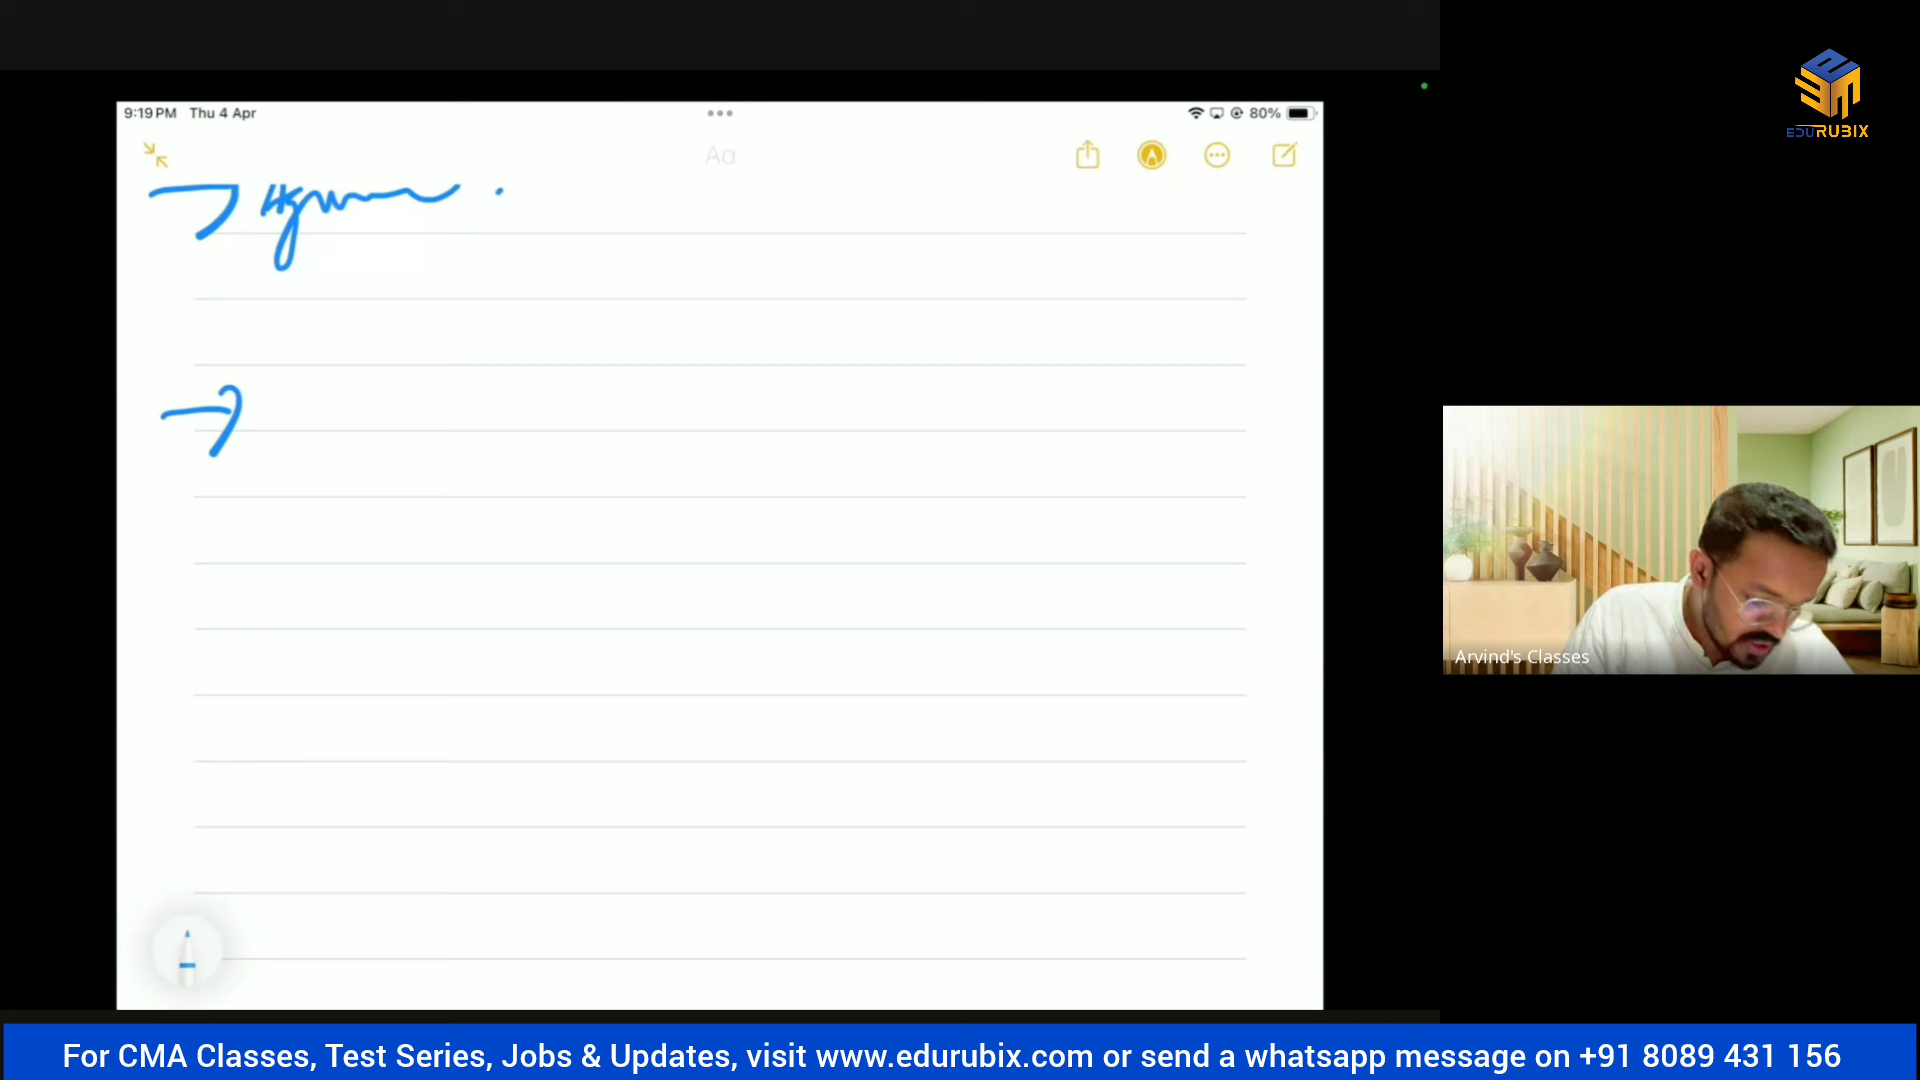 9:19 PM Thu 4 Apr
80%
Aa
EDURUBIX
Arvind's Classes
For CMA Classes, Test Series, Jobs & Updates, visit www.edurubix.com or send a whatsapp message on +91 8089 431 156